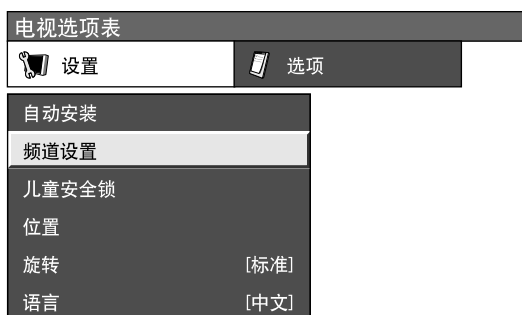 电视选项表
设置 选项
自动安装
频道设置
儿童安全锁
位置
旋转 [标准]
语言 [中文]